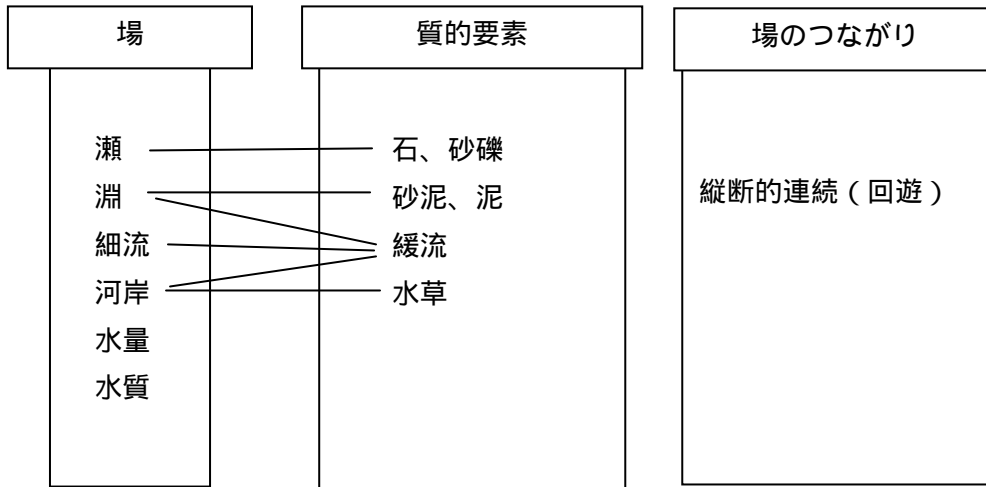 場
質的要素
場のつながり
瀬
石、砂礫
淵
砂泥、泥
縦断的連続（回遊）
細流
緩流
河岸
水草
水量
水質